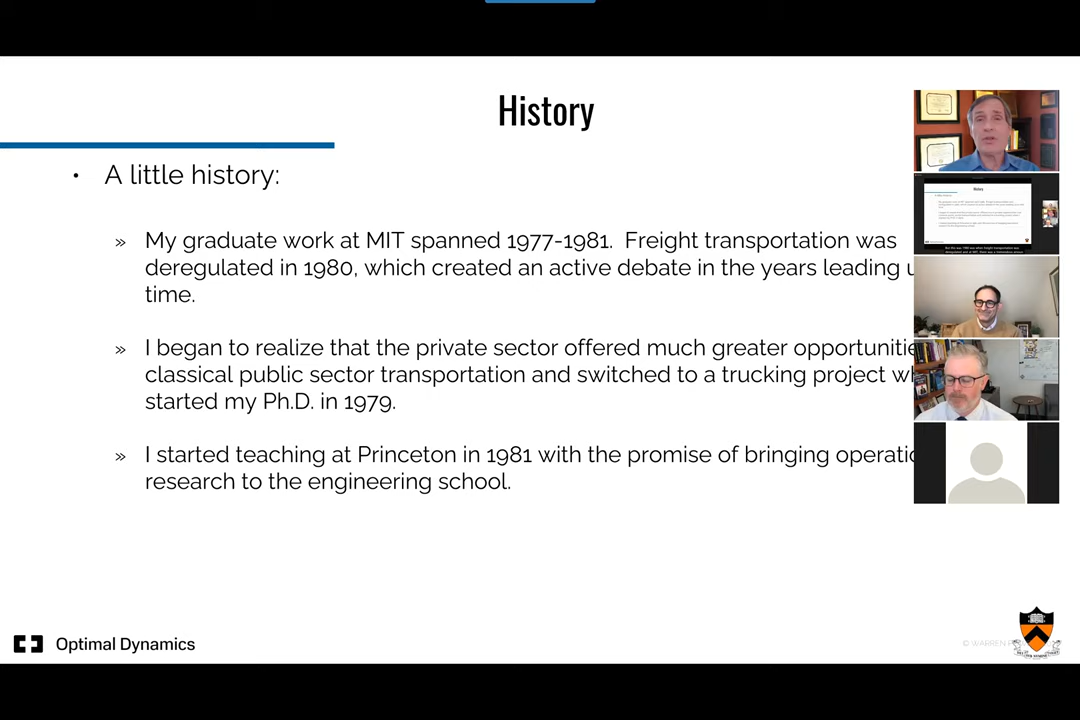 History
• A little history:
» My graduate work at MIT spanned 1977-1981. Freight transportation was
deregulated in 1980, which created an active debate in the years leading
time.
» I began to realize that the private sector offered much greater
classical public sector transportation and switched to a trucking project
started my Ph.D. in 1979.
» I started teaching at Princeton in 1981 with the promise of bringing
research to the engineering school.
Optimal Dynamics
© WARREN